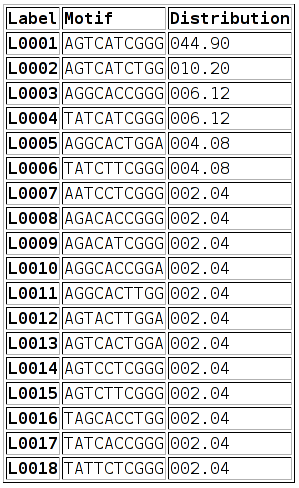 Label Motif Distribution
L0001 AGTCATCGGG 044.90
L0002 AGTCATCTGG 010.20
L0003 AGGCACCGGG 006.12
L0004 TATCATCGGG 006.12
L0005 AGGCACTGGA 004.08
L0006 TATCTTCGGG 004.08
L0007 AATCCTCGGG 002.04
L0008 AGACACCGGG 002.04
L0009 AGACATCGGG 002.04
L0010 AGGCACCGGA 002.04
L0011 AGGCACTTGG 002.04
L0012 AGTACTTGGA 002.04
L0013 AGTCACTGGA 002.04
L0014 AGTCCTCGGG 002.04
L0015 AGTCTTCGGG 002.04
L0016 TAGCACCTGG 002.04
L0017 TATCACCGGG 002.04
L0018 TATTCTCGGG 002.04